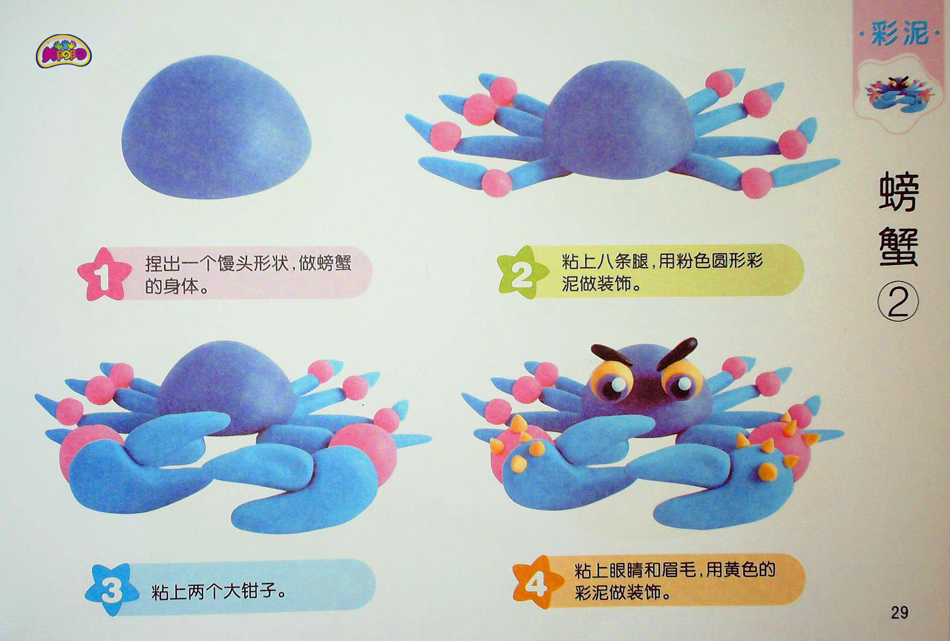 MPOPO
·彩泥·
螃蟹②
1
捏出一个馒头形状,做螃蟹
的身体。
2
粘上八条腿,用粉色圆形彩
泥做装饰。
3
粘上两个大钳子。
4
粘上眼睛和眉毛,用黄色的
彩泥做装饰。
29